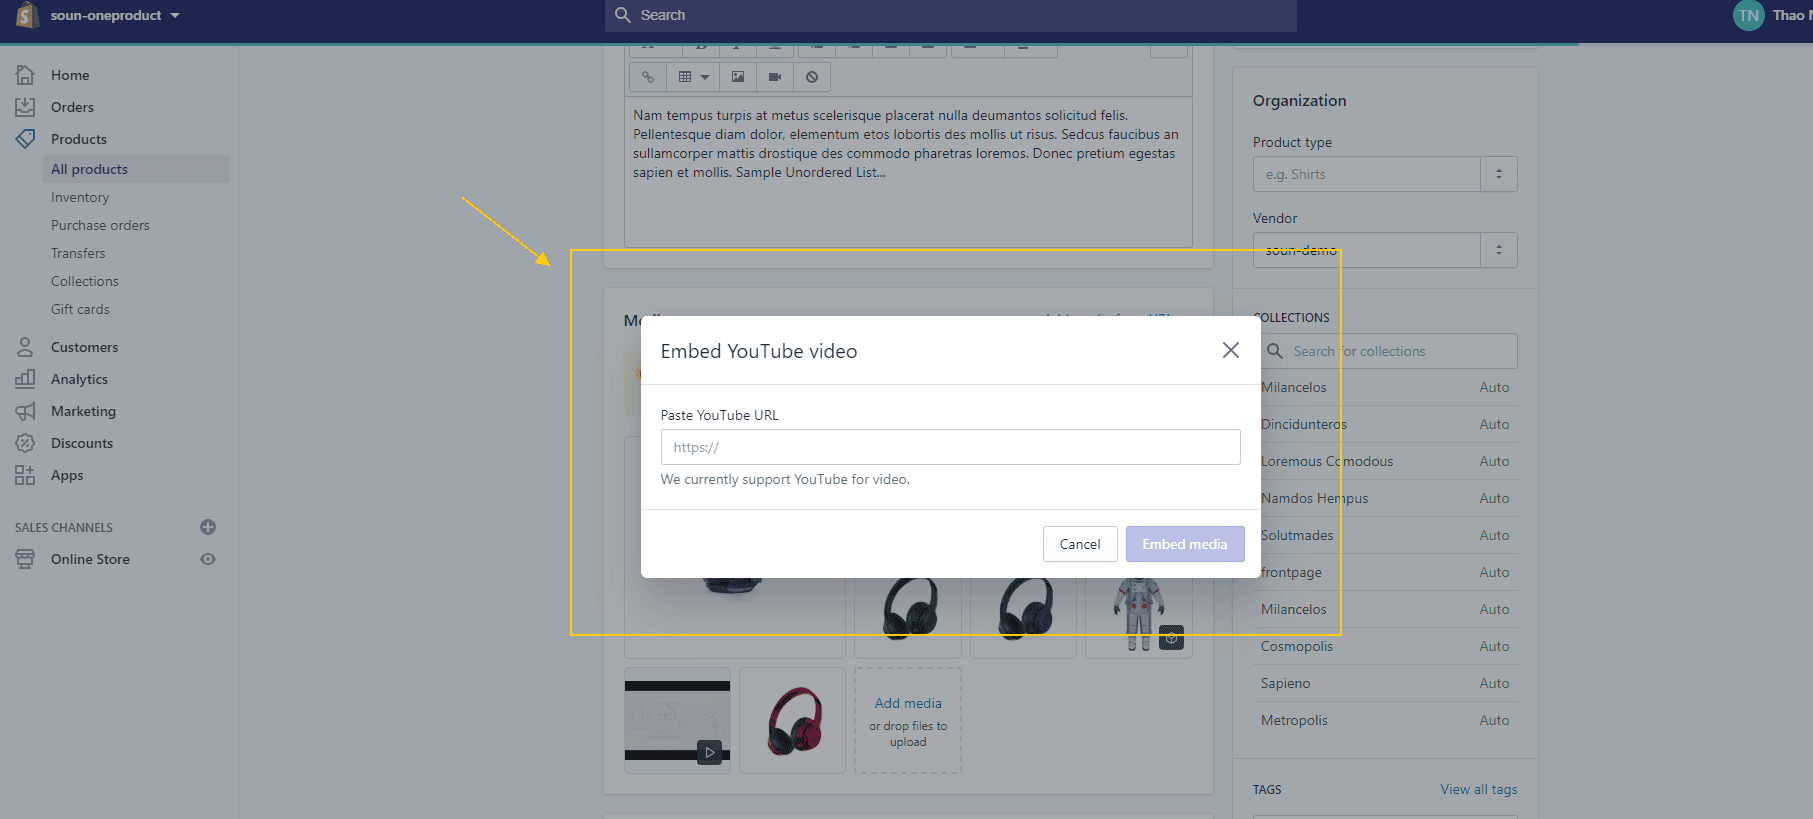 soun-oneproduct
Search
TN
Thao N
Home
Orders
Products
All products
Inventory
Purchase orders
Transfers
Collections
Gift cards
Customers
Analytics
Marketing
Discounts
Apps
SALES CHANNELS
Online Store
Nam tempus turpis at metus scelerisque placerat nulla deumantos solicitud felis.
Pellentesque diam dolor, elementum etos lobortis des mollis ut risus. Sedcus faucibus an
sullamcorper mattis drostique des commodo pharetras loremos. Donec pretium egestas
sapien et mollis. Sample Unordered List...
Embed YouTube video
Paste YouTube URL
https://
We currently support YouTube for video.
Cancel
Embed media
Add media
or drop files to
upload
Organization
Product type
e.g. Shirts
Vendor
soun-demo
COLLECTIONS
Search for collections
Milancelos Auto
Dincidunteros Auto
Loremous Comodous Auto
Namdos Hempus Auto
Solutmades Auto
frontpage Auto
Milancelos Auto
Cosmopolis Auto
Sapieno Auto
Metropolis Auto
TAGS
View all tags